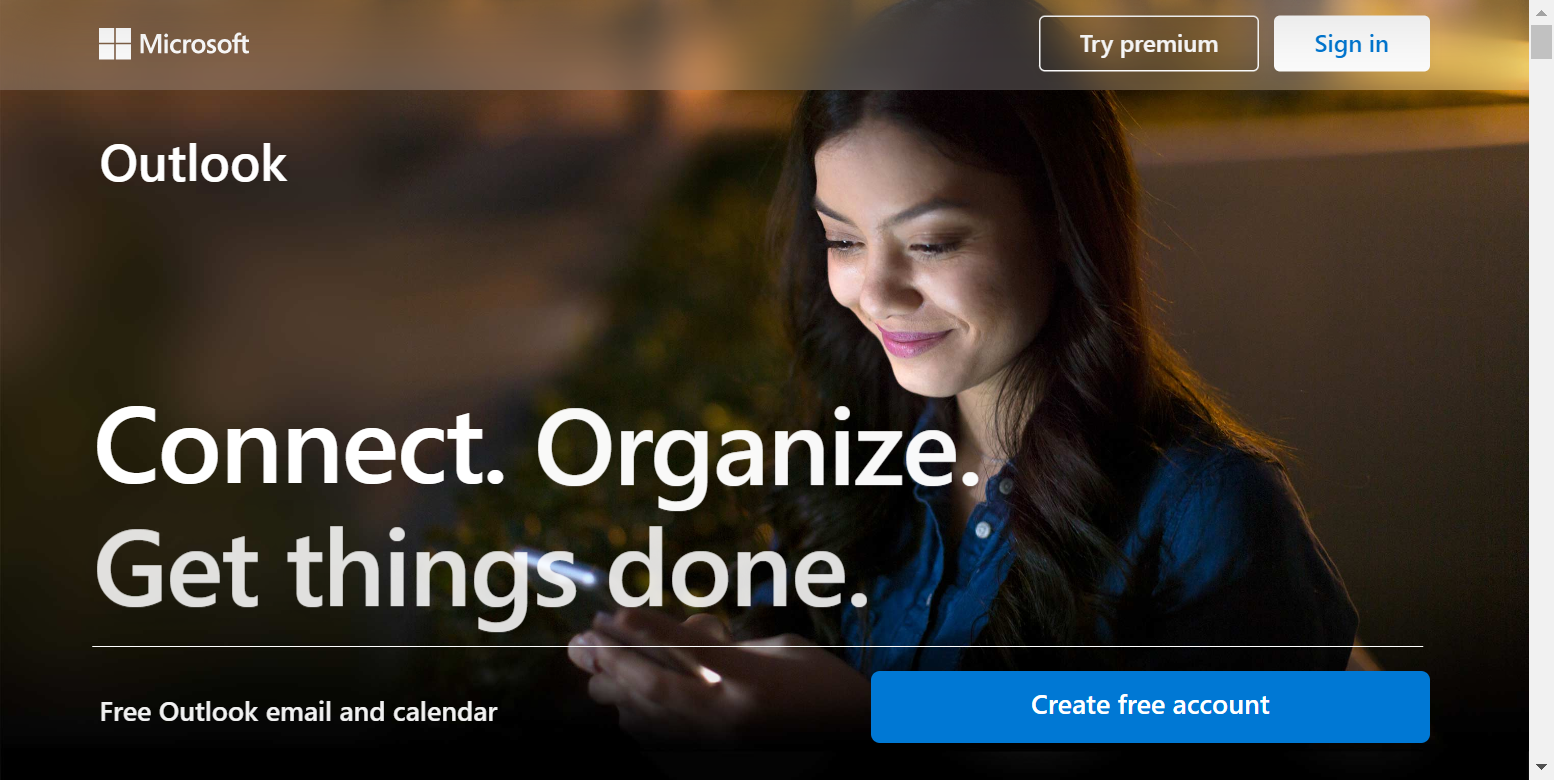 Microsoft
Try premium
Sign in
Outlook
Connect. Organize.
Get things done.
Free Outlook email and calendar
Create free account